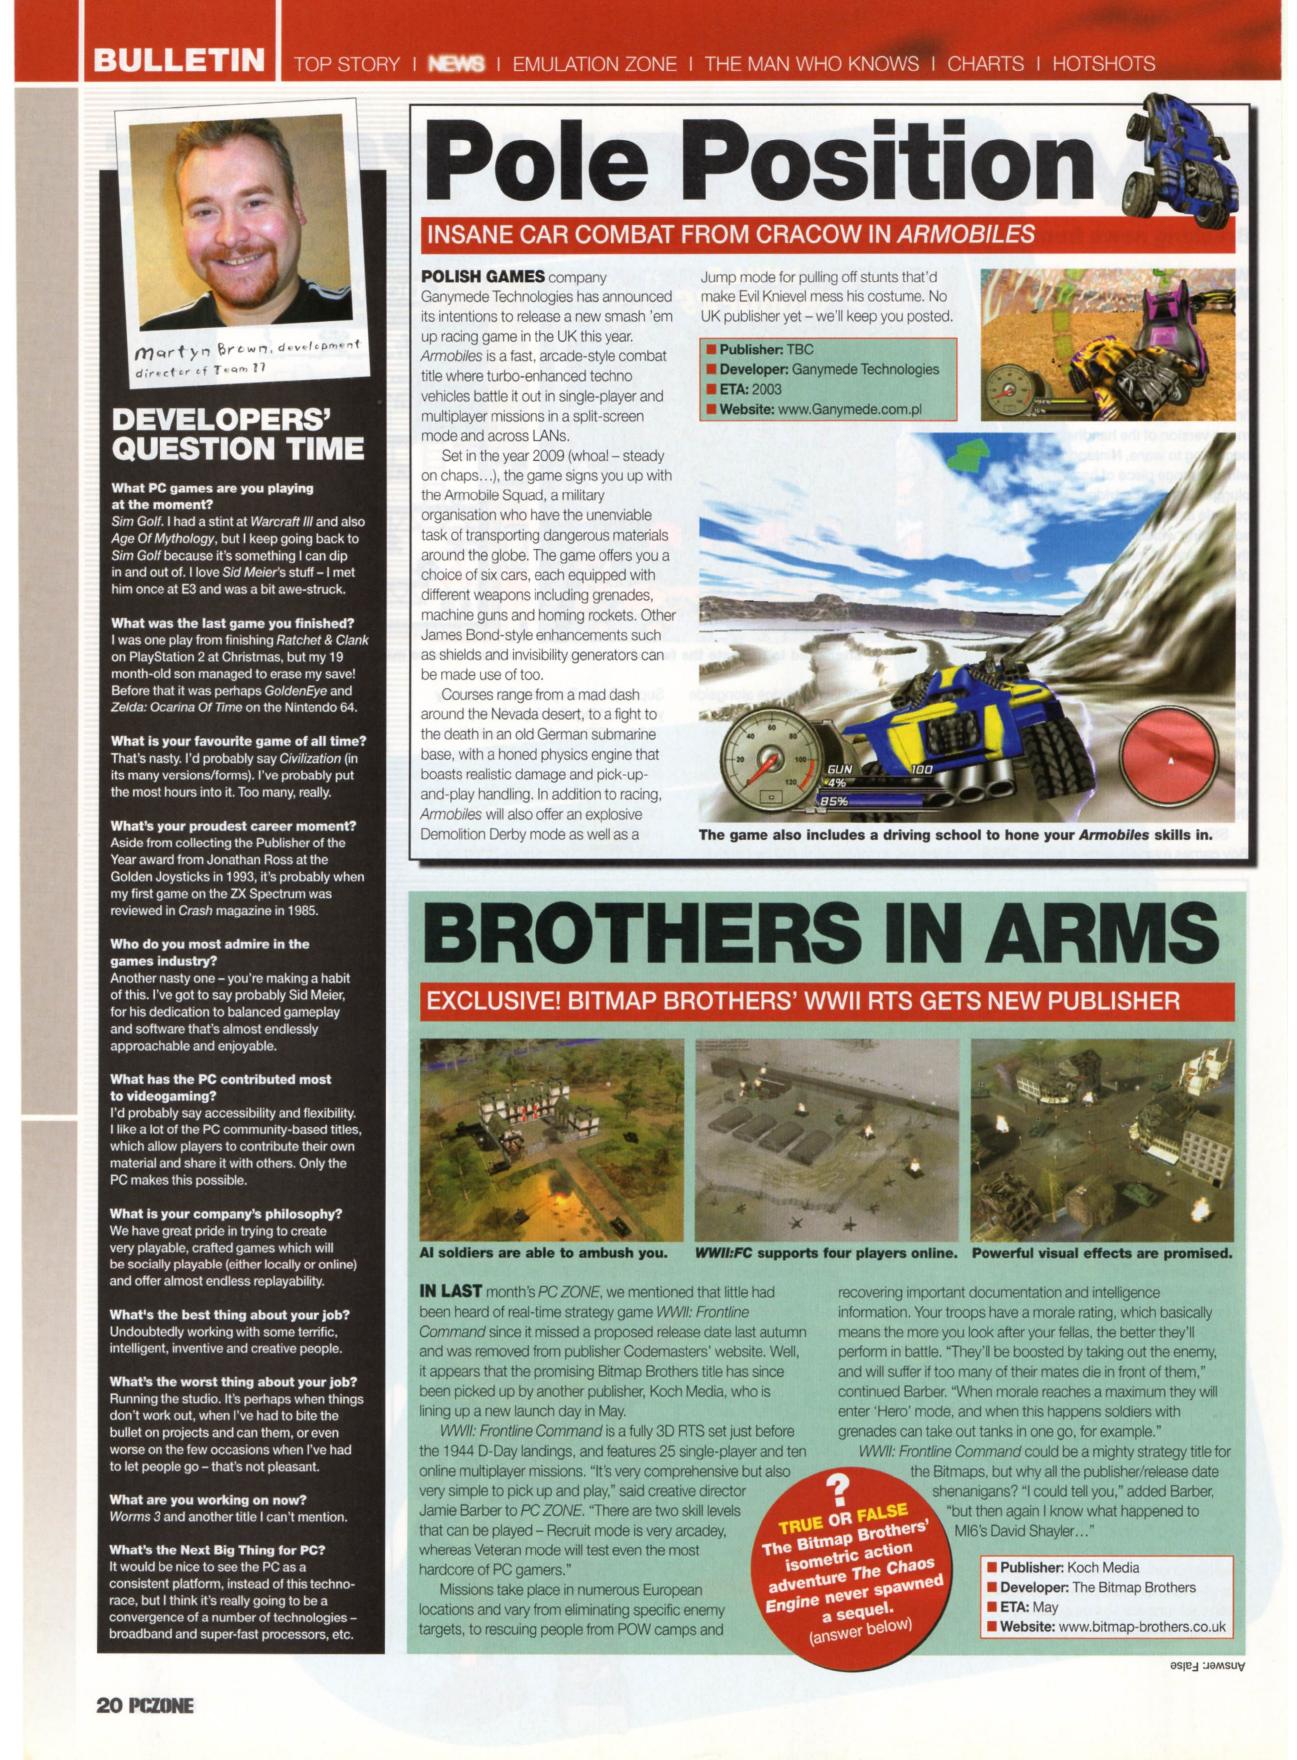 BULLETIN
TOP STORY | NEWS | EMULATION ZONE | THE MAN WHO KNOWS | CHARTS | HOTSHOTS
Martyn Brown, development
director of Team 17
DEVELOPERS'
QUESTION TIME
What PC games are you playing
at the moment?
Sim Golf. I had a stint at Warcraft III and also
Age Of Mythology, but I keep going back to
Sim Golf because it's something I can dip
in and out of. I love Sid Meier's stuff – I met
him once at E3 and was a bit awe-struck.
What was the last game you finished?
I was one play from finishing Ratchet & Clank
on PlayStation 2 at Christmas, but my 19
month-old son managed to erase my save!
Before that it was perhaps GoldenEye and
Zelda: Ocarina Of Time on the Nintendo 64.
What is your favourite game of all time?
That's nasty. I'd probably say Civilization (in
its many versions/forms). I've probably put
the most hours into it. Too many, really.
What's your proudest career moment?
Aside from collecting the Publisher of the
Year award from Jonathan Ross at the
Golden Joysticks in 1993, it's probably when
my first game on the ZX Spectrum was
reviewed in Crash magazine in 1985.
Who do you most admire in the
games industry?
Another nasty one – you're making a habit
of this. I've got to say probably Sid Meier,
for his dedication to balanced gameplay
and software that's almost endlessly
approachable and enjoyable.
What has the PC contributed most
to videogaming?
I'd probably say accessibility and flexibility.
I like a lot of the PC community-based titles,
which allow players to contribute their own
material and share it with others. Only the
PC makes this possible.
What is your company's philosophy?
We have great pride in trying to create
very playable, crafted games which will
be socially playable (either locally or online)
and offer almost endless replayability.
What's the best thing about your job?
Undoubtedly working with some terrific,
intelligent, inventive and creative people.
What's the worst thing about your job?
Running the studio. It's perhaps when things
don't work out, when I've had to bite the
bullet on projects and can them, or even
worse on the few occasions when I've had
to let people go – that's not pleasant.
What are you working on now?
Worms 3 and another title I can't mention.
What's the Next Big Thing for PC?
It would be nice to see the PC as a
consistent platform, instead of this techno-
race, but I think it's really going to be a
convergence of a number of technologies –
broadband and super-fast processors, etc.
Pole Position
INSANE CAR COMBAT FROM CRACOW IN ARMOBILES
POLISH GAMES company
Ganymede Technologies has announced
its intentions to release a new smash 'em
up racing game in the UK this year.
Armobiles is a fast, arcade-style combat
title where turbo-enhanced techno
vehicles battle it out in single-player and
multiplayer missions in a split-screen
mode and across LANs.
Set in the year 2009 (whoa! – steady
on chaps...), the game signs you up with
the Armobile Squad, a military
organisation who have the unenviable
task of transporting dangerous materials
around the globe. The game offers you a
choice of six cars, each equipped with
different weapons including grenades,
machine guns and homing rockets. Other
James Bond-style enhancements such
as shields and invisibility generators can
be made use of too.
Courses range from a mad dash
around the Nevada desert, to a fight to
the death in an old German submarine
base, with a honed physics engine that
boasts realistic damage and pick-up-
and-play handling. In addition to racing,
Armobiles will also offer an explosive
Demolition Derby mode as well as a
Jump mode for pulling off stunts that'd
make Evil Knievel mess his costume. No
UK publisher yet – we'll keep you posted.
Publisher: TBC
Developer: Ganymede Technologies
ETA: 2003
Website: www.Ganymede.com.pl
20 40 60 80 100 120
GUN 100
4%
85%
The game also includes a driving school to hone your Armobiles skills in.
BROTHERS IN ARMS
EXCLUSIVE! BITMAP BROTHERS' WWII RTS GETS NEW PUBLISHER
AI soldiers are able to ambush you.
WWII:FC supports four players online.
Powerful visual effects are promised.
IN LAST month's PC ZONE, we mentioned that little had
been heard of real-time strategy game WWII: Frontline
Command since it missed a proposed release date last autumn
and was removed from publisher Codemasters' website. Well,
it appears that the promising Bitmap Brothers title has since
been picked up by another publisher, Koch Media, who is
lining up a new launch day in May.
WWII: Frontline Command is a fully 3D RTS set just before
the 1944 D-Day landings, and features 25 single-player and ten
online multiplayer missions. "It's very comprehensive but also
very simple to pick up and play," said creative director
Jamie Barber to PC ZONE. "There are two skill levels
that can be played – Recruit mode is very arcadey,
whereas Veteran mode will test even the most
hardcore of PC gamers."
Missions take place in numerous European
locations and vary from eliminating specific enemy
targets, to rescuing people from POW camps and
recovering important documentation and intelligence
information. Your troops have a morale rating, which basically
means the more you look after your fellas, the better they'll
perform in battle. "They'll be boosted by taking out the enemy,
and will suffer if too many of their mates die in front of them,"
continued Barber. "When morale reaches a maximum they will
enter 'Hero' mode, and when this happens soldiers with
grenades can take out tanks in one go, for example."
WWII: Frontline Command could be a mighty strategy title for
the Bitmaps, but why all the publisher/release date
shenanigans? "I could tell you," added Barber,
"but then again I know what happened to
MI6's David Shayler..."
?
TRUE OR FALSE
The Bitmap Brothers'
isometric action
adventure The Chaos
Engine never spawned
a sequel.
(answer below)
Publisher: Koch Media
Developer: The Bitmap Brothers
ETA: May
Website: www.bitmap-brothers.co.uk
Answer: False
20 PCZONE